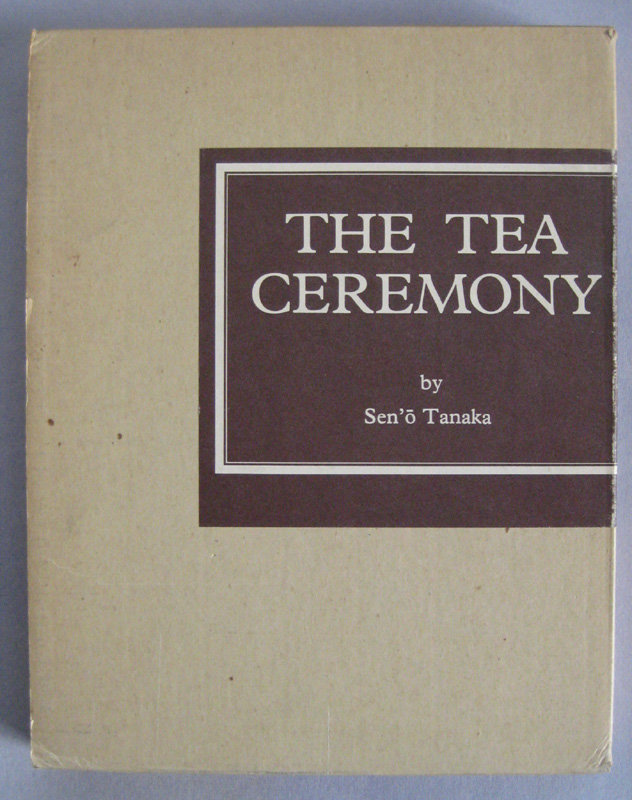 THE TEA
CEREMONY
by
Sen'ō Tanaka